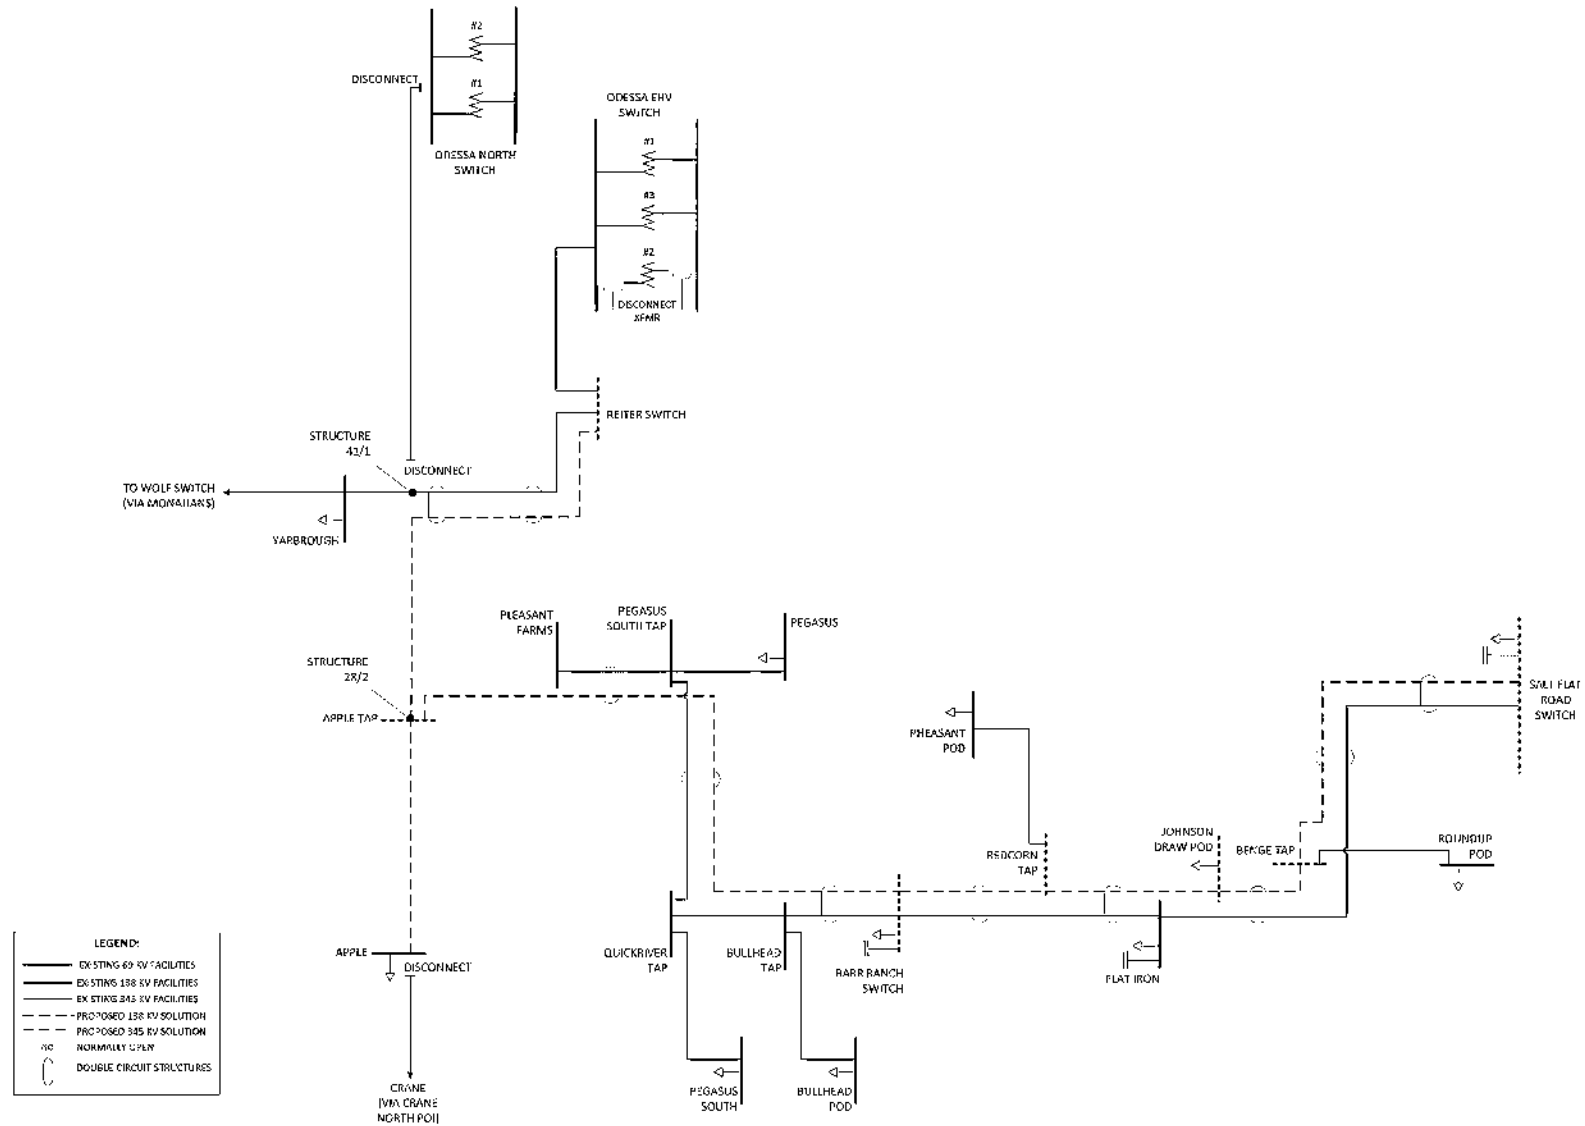 #2
DISCONNECT
#1
ODESSA NORTH
SWITCH
ODESSA EHV
SWITCH
#1
#3
#2
DISCONNECT
XFMR
REITER SWITCH
STRUCTURE
41/1
DISCONNECT
TO WOLF SWITCH
(VIA MONAHANS)
YARBROUGH
PLEASANT
FARMS
PEGASUS
SOUTH TAP
PEGASUS
STRUCTURE
28/2
APPLE TAP
PHEASANT
POD
SALT FLAT
ROAD
SWITCH
REDCORN
TAP
JOHNSON
DRAW POD
BENGE TAP
ROUNDUP
POD
APPLE
DISCONNECT
QUICKRIVER
TAP
BULLHEAD
TAP
BARR RANCH
SWITCH
FLAT IRON
LEGEND:
EXISTING 69 KV FACILITIES
EXISTING 138 KV FACILITIES
EXISTING 345 KV FACILITIES
PROPOSED 138 KV SOLUTION
PROPOSED 345 KV SOLUTION
NORMALLY OPEN
DOUBLE CIRCUIT STRUCTURES
CRANE
(VIA CRANE
NORTH POI)
PEGASUS
SOUTH
BULLHEAD
POD